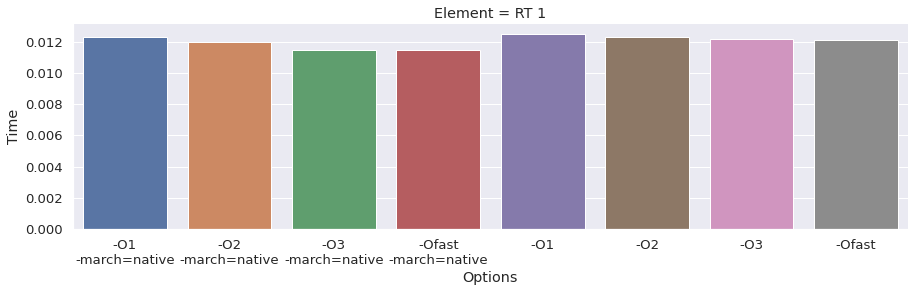 Element = RT 1
Time
0.012
0.010
0.008
0.006
0.004
0.002
0.000
-O1
-march=native
-O2
-march=native
-O3
-march=native
-Ofast
-march=native
-O1
-O2
-O3
-Ofast
Options